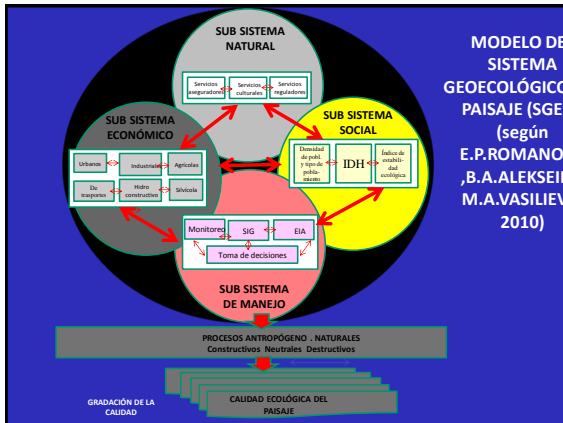 SUB SISTEMA
NATURAL
Servicios
aseguradores
Servicios
culturales
Servicios
reguladores
SUB SISTEMA
ECONÓMICO
Urbanos
Industriales
Agrícolas
De
trasportes
Hidro
constructivo
Silvícola
SUB SISTEMA
SOCIAL
Densidad
de pobl.
y tipo de
pobla-
miento
IDH
Índice de
estabili-
dad
ecológica
Monitoreo
SIG
EIA
Toma de decisiones
SUB SISTEMA
DE MANEJO
PROCESOS ANTROPÓGENO . NATURALES
Constructivos Neutrales Destructivos
GRADACIÓN DE LA
CALIDAD
CALIDAD ECOLÓGICA DEL
PAISAJE
MODELO DE
SISTEMA
GEOECOLÓGICO
PAISAJE (SGE
(según
E.P.ROMANO
,B.A.ALEKSEI
M.A.VASILIEV
2010)